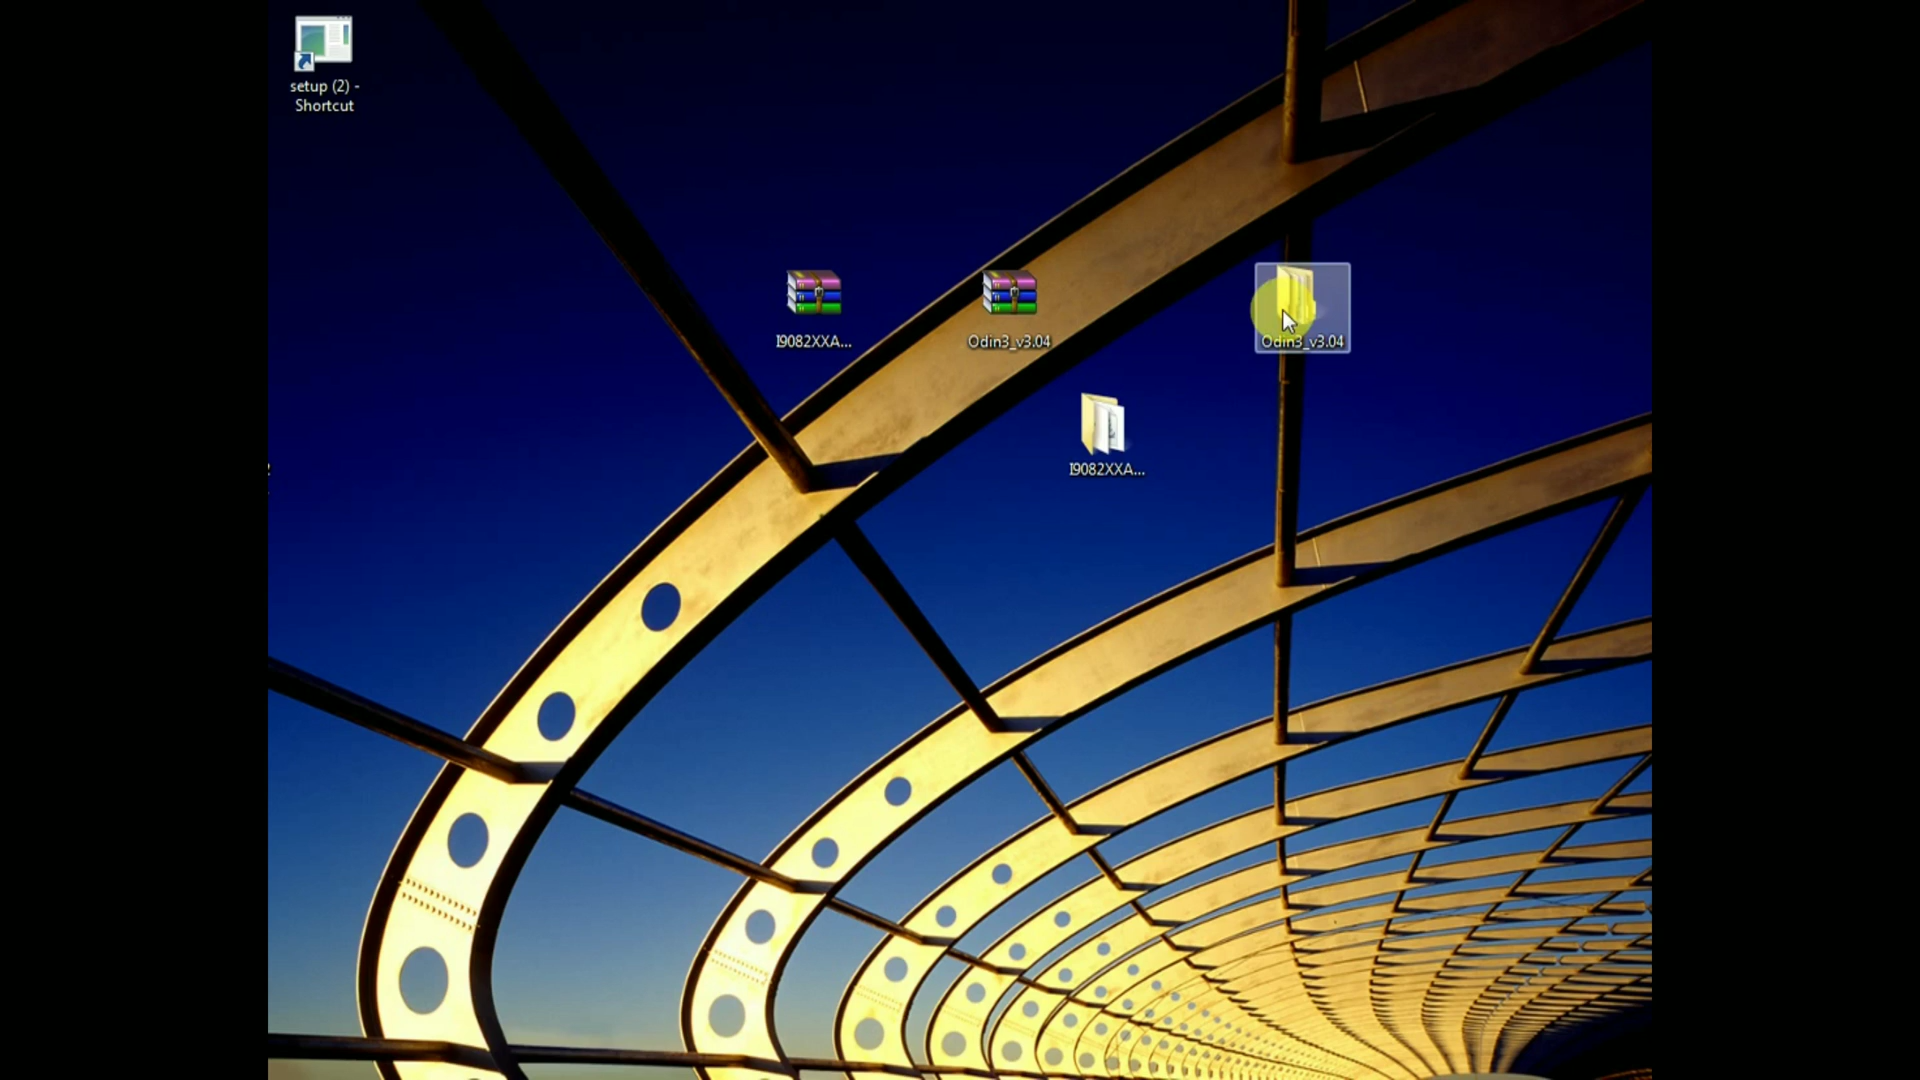 setup (2) -
Shortcut
I9082XXA...
Odin3_v3.04
Odin3_v3.04
I9082XXA...